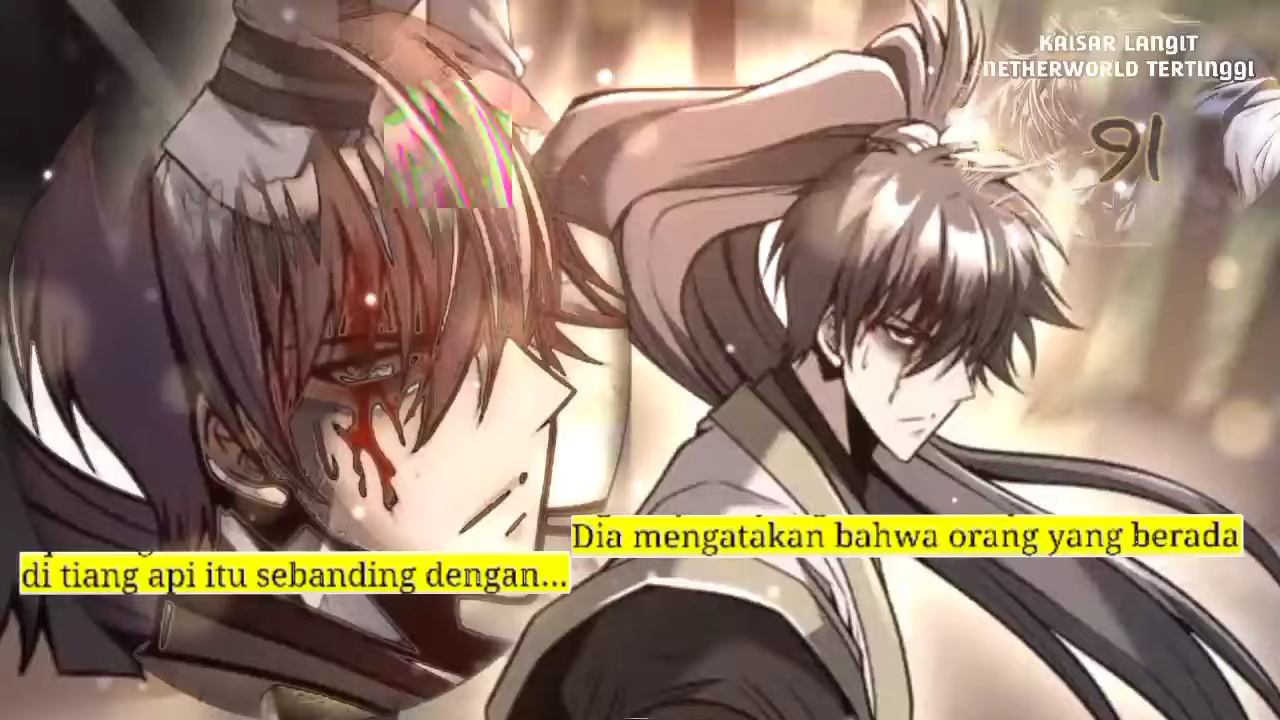 KAISAR LANGIT
NETHERWORLD TERTINGGI
91
Dia mengatakan bahwa orang yang berada
di tiang api itu sebanding dengan...